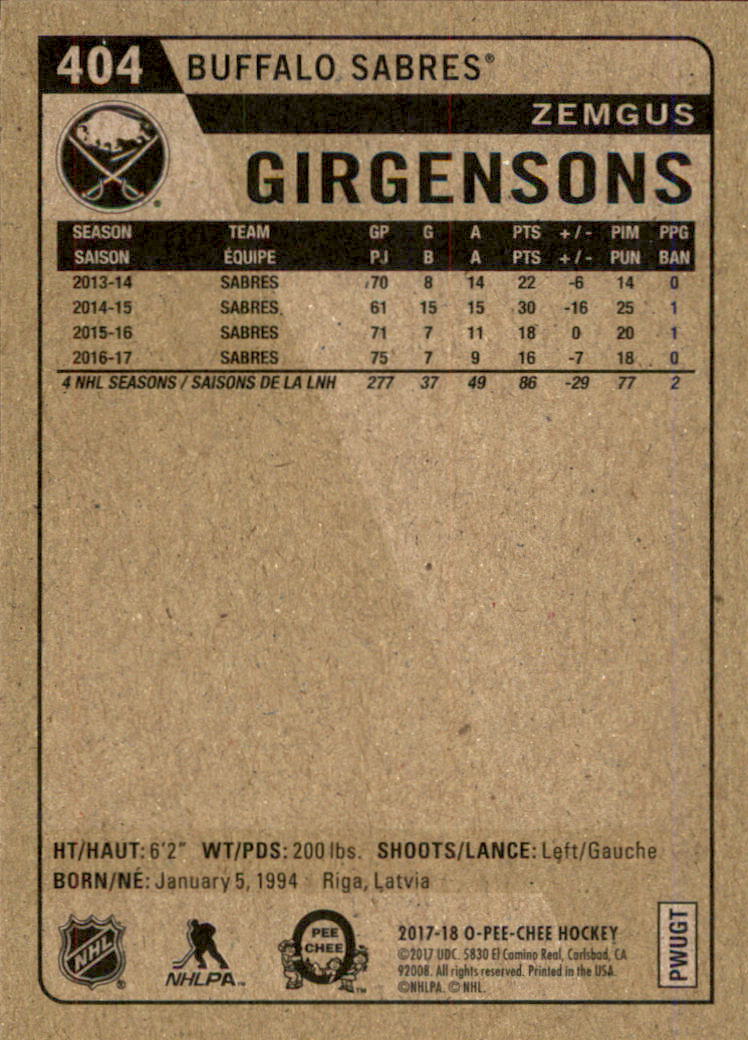 404 BUFFALO SABRES®
ZEMGUS
GIRGENSONS
SEASON TEAM GP G A PTS +/- PIM PPG
SAISON ÉQUIPE PJ B A PTS +/- PUN BAN
2013-14 SABRES 70 8 14 22 -6 14 0
2014-15 SABRES 61 15 15 30 -16 25 1
2015-16 SABRES 71 7 11 18 0 20 1
2016-17 SABRES 75 7 9 16 -7 18 0
4 NHL SEASONS / SAISONS DE LA LNH 277 37 49 86 -29 77 2
HT/HAUT: 6'2" WT/PDS: 200 lbs. SHOOTS/LANCE: Left/Gauche
BORN/NÉ: January 5, 1994 Riga, Latvia
NHL ®
NHLPA™
PEE
CHEE
™
2017-18 O-PEE-CHEE HOCKEY
©2017 UDC. 5830 El Camino Real, Carlsbad, CA
92008. All rights reserved. Printed in the USA.
©NHLPA. © NHL.
PWUGT